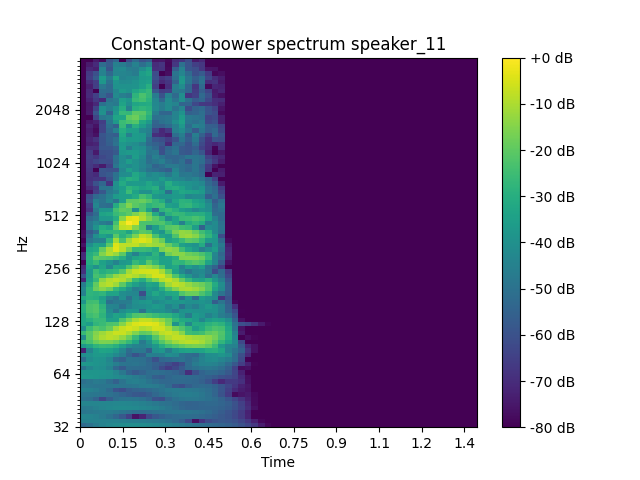 Constant-Q power spectrum speaker_11
Hz
2048
1024
512
256
128
64
32
0 0.15 0.3 0.45 0.6 0.75 0.9 1.1 1.2 1.4
Time
+0 dB
-10 dB
-20 dB
-30 dB
-40 dB
-50 dB
-60 dB
-70 dB
-80 dB